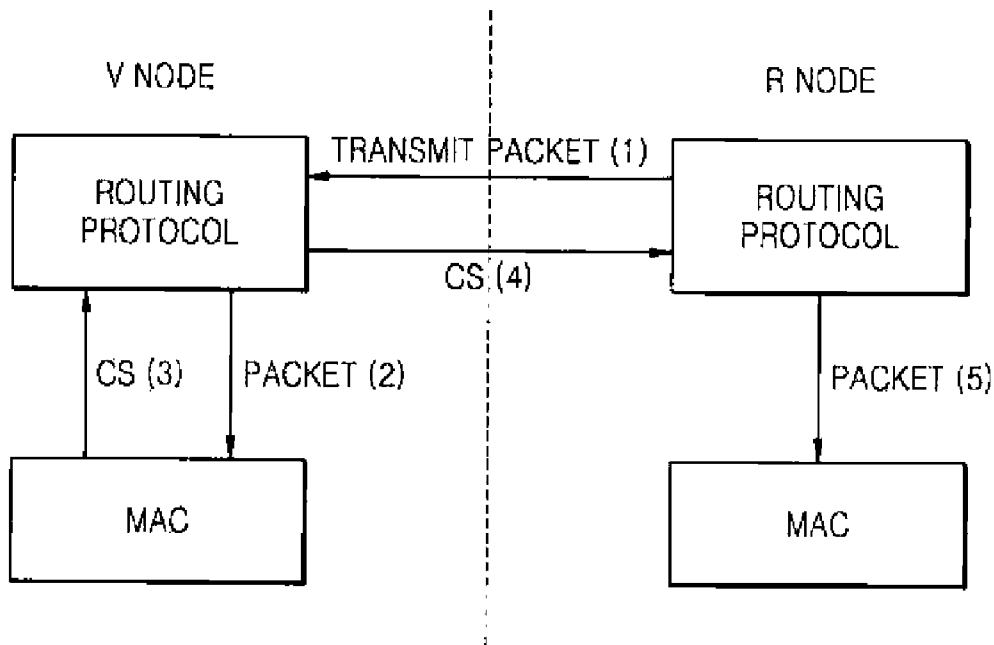 V NODE
R NODE
TRANSMIT PACKET (1)
ROUTING
PROTOCOL
ROUTING
PROTOCOL
CS (4)
CS (3)
PACKET (2)
PACKET (5)
MAC
MAC